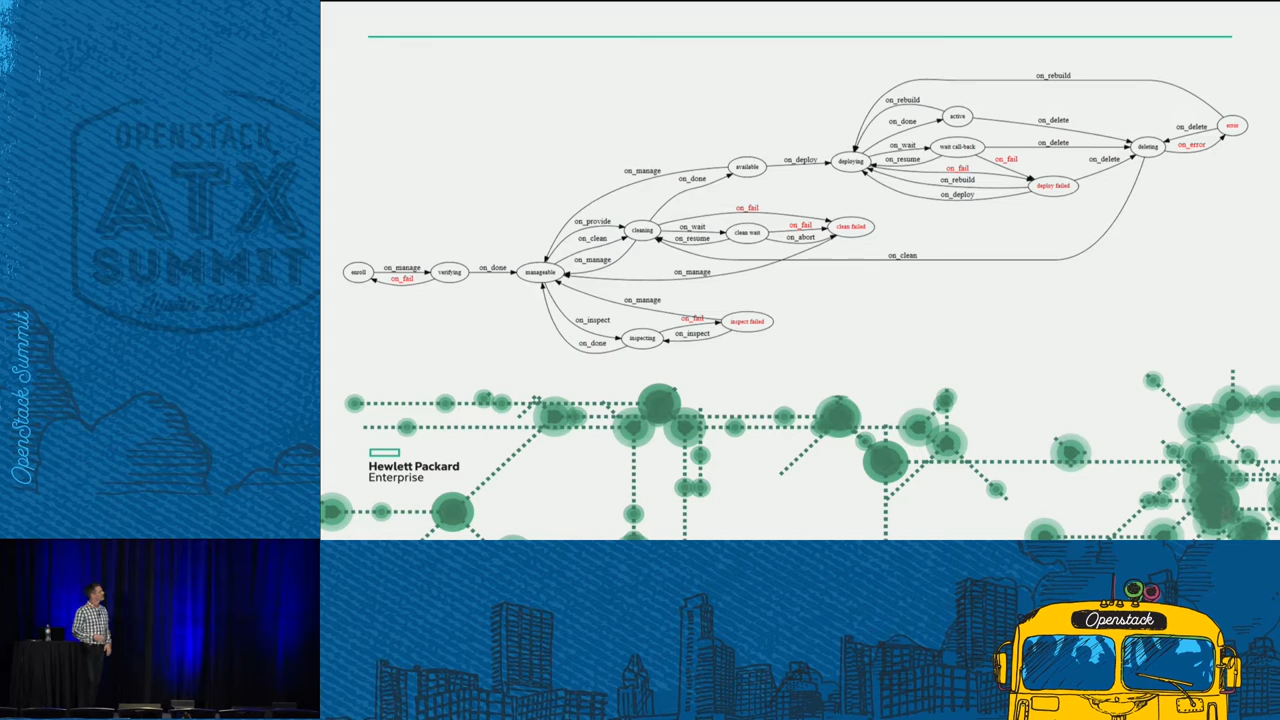 OPENSTACK
AUSTIN
OpenStack Summit
on_rebuild
on_rebuild
active
on_delete
error
on_done
on_delete
on_error
on_wait
wait call-back
on_delete
deleting
available
on_deploy
deploying
on_resume
on_fail
on_delete
on_manage
on_fail
on_done
on_rebuild
deploy failed
on_deploy
on_fail
on_provide
cleaning
on_wait
clean wait
on_fail
clean failed
on_clean
on_resume
on_abort
on_manage
on_clean
enroll
on_manage
verifying
on_done
manageable
on_manage
on_fail
on_manage
on_inspect
on_fail
inspect failed
on_done
inspecting
on_inspect
Hewlett Packard
Enterprise
Openstack